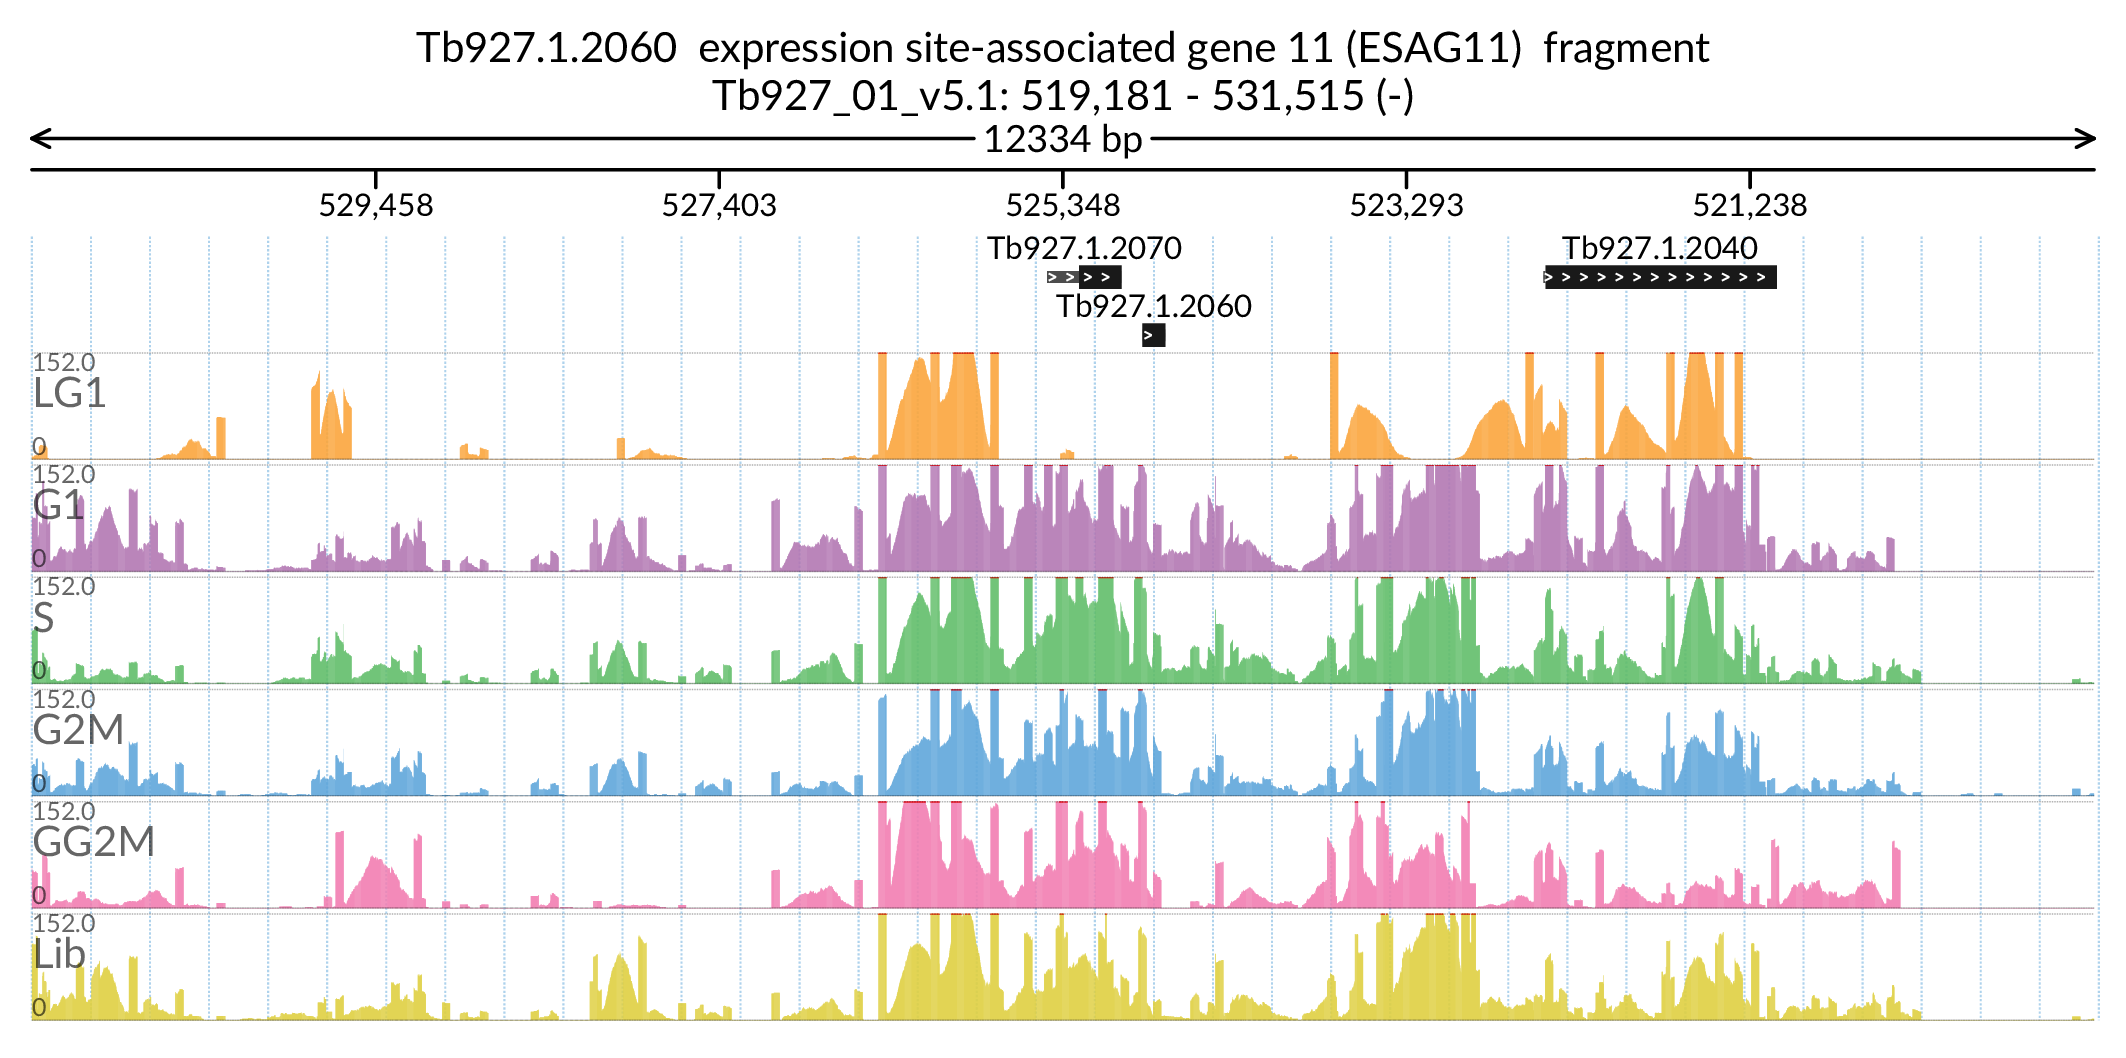 Tb927.1.2060  expression site-associated gene 11 (ESAG11)  fragment
Tb927_01_v5.1: 519,181 - 531,515 (-)
12334 bp
529,458 527,403 525,348 523,293 521,238
Tb927.1.2070 Tb927.1.2040
Tb927.1.2060
152.0
LG1
0
152.0
G1
0
152.0
S
0
152.0
G2M
0
152.0
GG2M
0
152.0
Lib
0